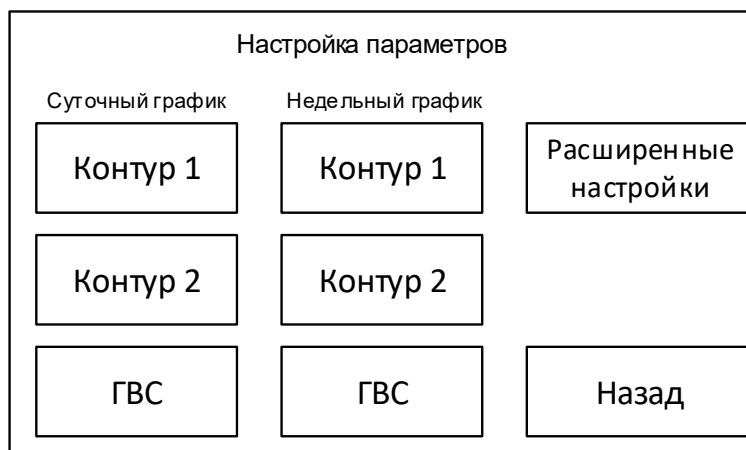 Настройка параметров
Суточный график
Недельный график
Контур 1
Контур 1
Расширенные
настройки
Контур 2
Контур 2
ГВС
ГВС
Назад